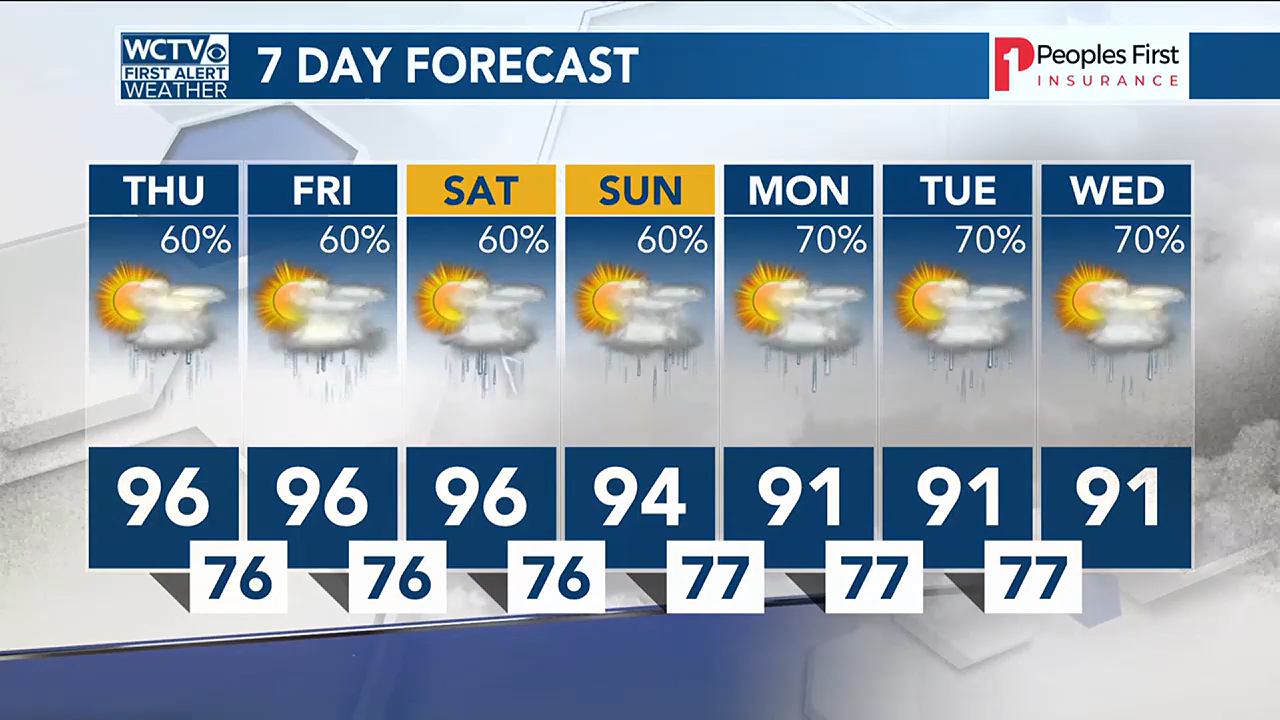 WCTV
FIRST ALERT
WEATHER
7 DAY FORECAST
1
Peoples First
INSURANCE
THU FRI SAT SUN MON TUE WED
60% 60% 60% 60% 70% 70% 70%
96 96 96 94 91 91 91
76 76 76 77 77 77